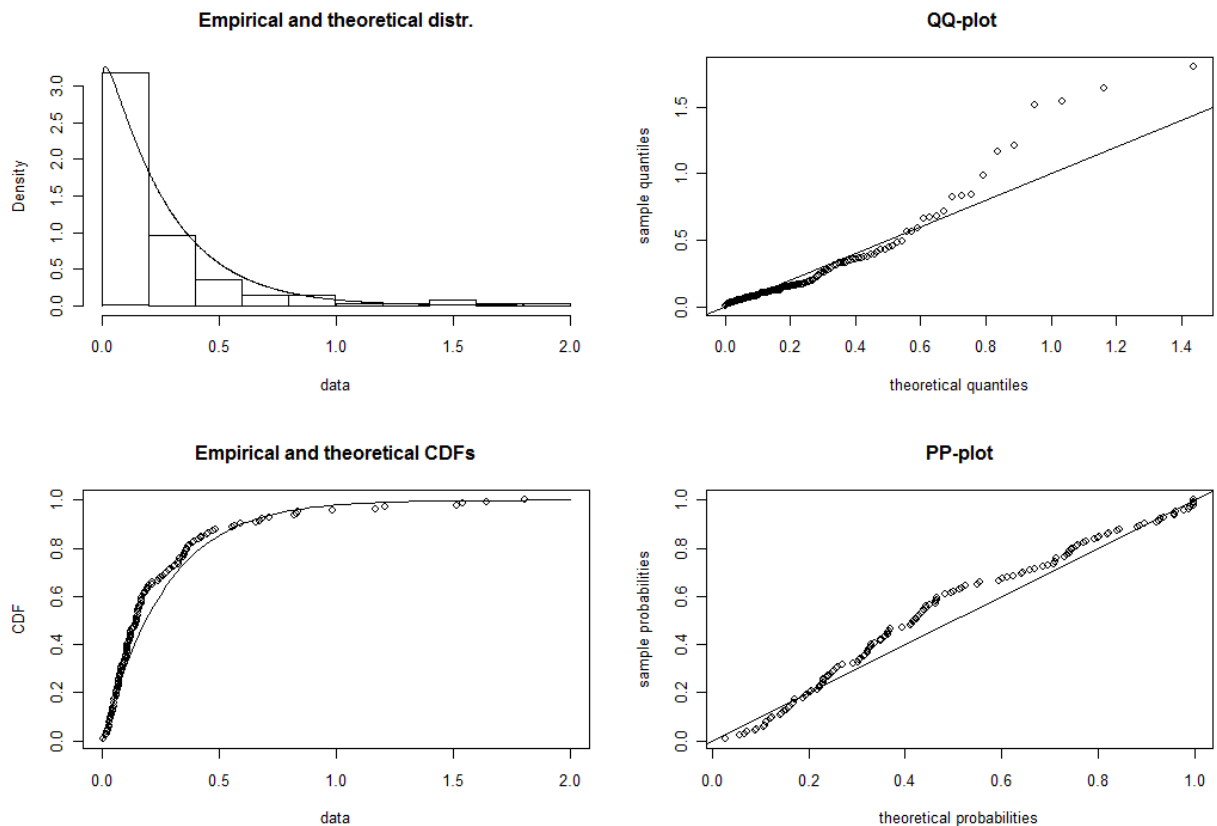 Empirical and theoretical distr.
Density
0.0 0.5 1.0 1.5 2.0 2.5 3.0
0.0 0.5 1.0 1.5 2.0
data
QQ-plot
sample quantiles
0.0 0.5 1.0 1.5
0.0 0.2 0.4 0.6 0.8 1.0 1.2 1.4
theoretical quantiles
Empirical and theoretical CDFs
CDF
0.0 0.2 0.4 0.6 0.8 1.0
0.0 0.5 1.0 1.5 2.0
data
PP-plot
sample probabilities
0.0 0.2 0.4 0.6 0.8 1.0
0.0 0.2 0.4 0.6 0.8 1.0
theoretical probabilities